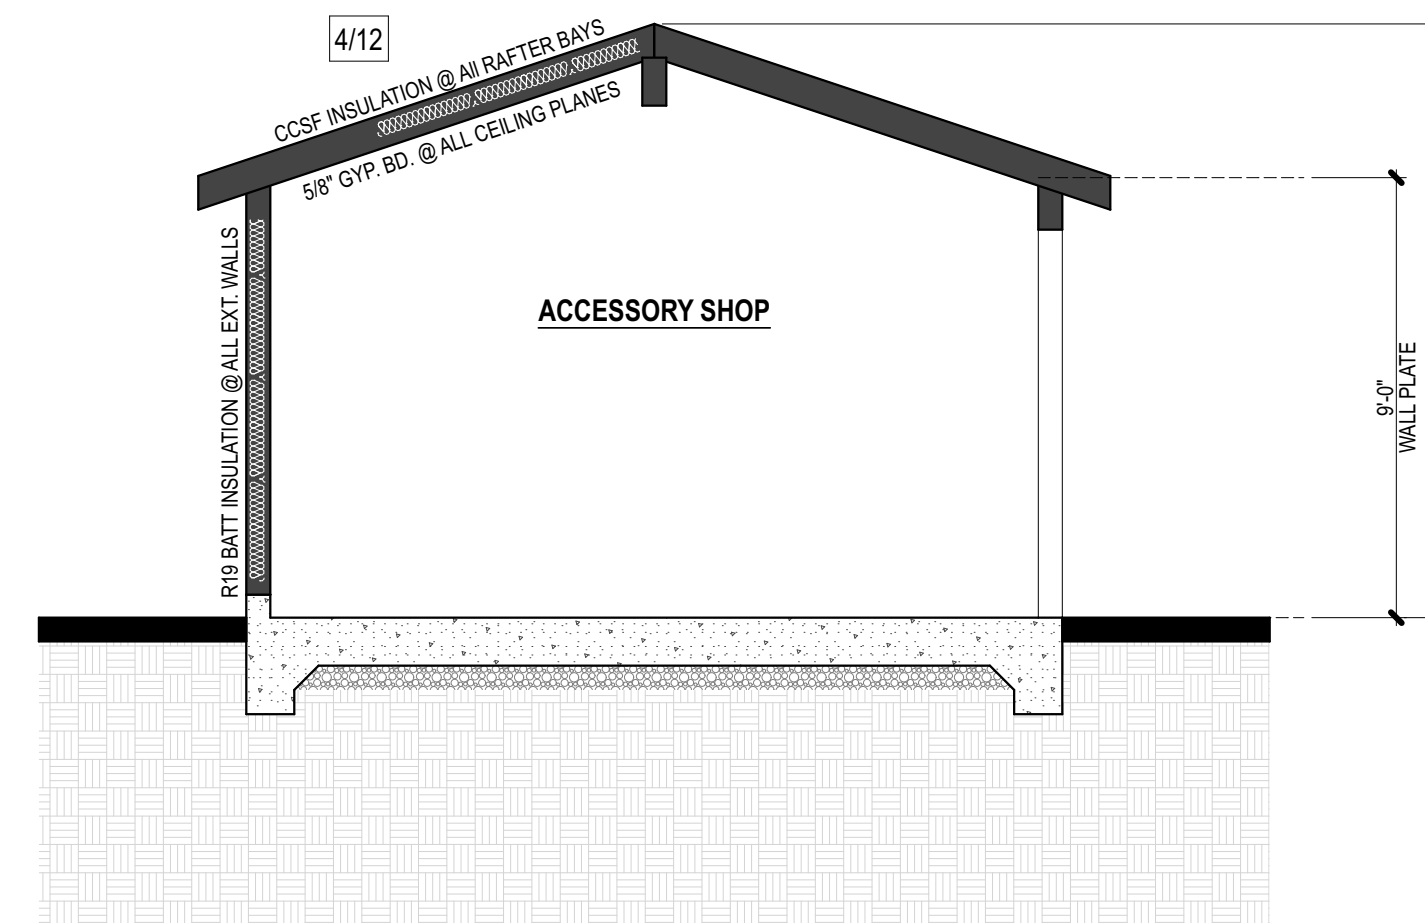 4/12
CCSF INSULATION @ All RAFTER BAYS
5/8" GYP. BD. @ ALL CEILING PLANES
R19 BATT INSULATION @ ALL EXT. WALLS
ACCESSORY SHOP
9'-0"
WALL PLATE